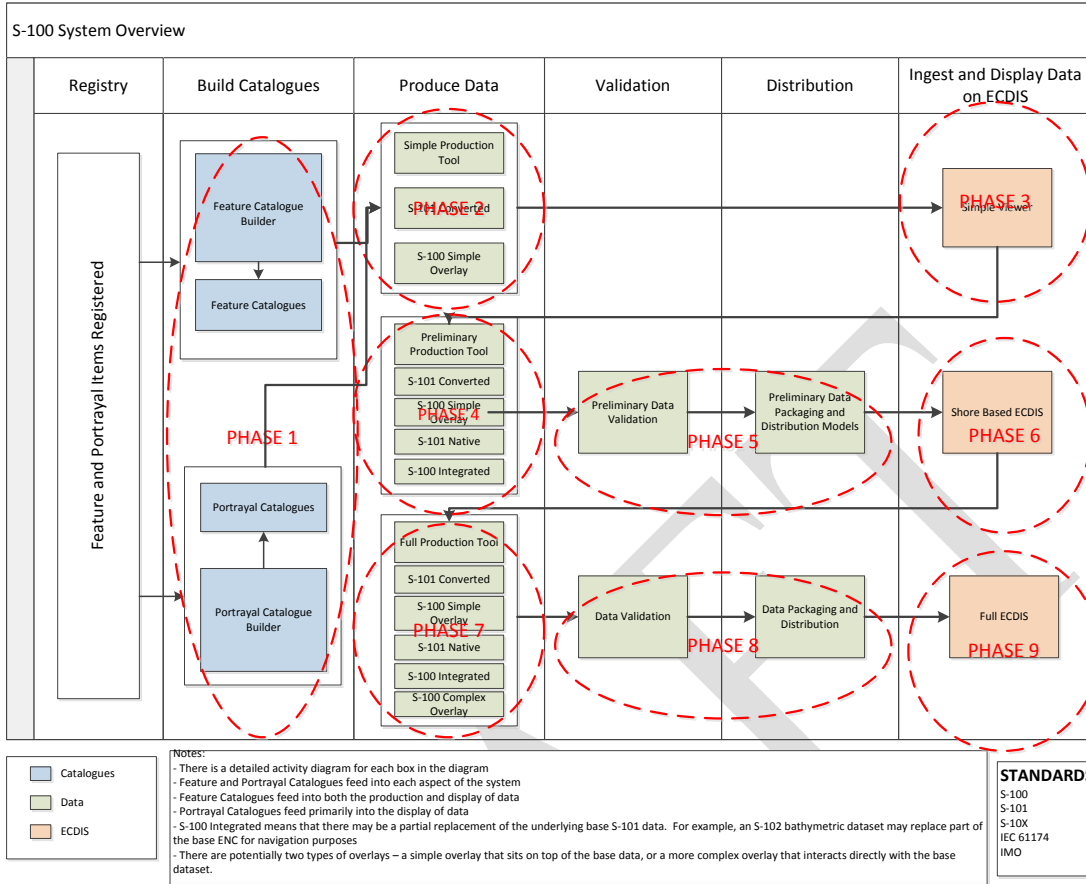 S-100 System Overview
Registry
Build Catalogues
Produce Data
Validation
Distribution
Ingest and Display Data
on ECDIS
Feature and Portrayal Items Registered
Feature Catalogue
Builder
Feature Catalogues
PHASE 1
Portrayal Catalogues
Portrayal Catalogue
Builder
Simple Production
Tool
S-101 Converted
PHASE 2
S-100 Simple
Overlay
Simple Viewer
PHASE 3
Preliminary
Production Tool
S-101 Converted
S-100 Simple
Overlay
PHASE 4
S-101 Native
S-100 Integrated
Preliminary Data
Validation
Preliminary Data
Packaging and
Distribution Models
PHASE 5
Shore Based ECDIS
PHASE 6
Full Production Tool
S-101 Converted
S-100 Simple
Overlay
PHASE 7
S-101 Native
S-100 Integrated
S-100 Complex
Overlay
Data Validation
Data Packaging and
Distribution
PHASE 8
Full ECDIS
PHASE 9
Catalogues
Data
ECDIS
Notes:
- There is a detailed activity diagram for each box in the diagram
- Feature and Portrayal Catalogues feed into each aspect of the system
- Feature Catalogues feed into both the production and display of data
- Portrayal Catalogues feed primarily into the display of data
- S-100 Integrated means that there may be a partial replacement of the underlying base S-101 data. For example, an S-102 bathymetric dataset may replace part of
the base ENC for navigation purposes
- There are potentially two types of overlays – a simple overlay that sits on top of the base data, or a more complex overlay that interacts directly with the base
dataset.
STANDARD
S-100
S-101
S-10X
IEC 61174
IMO